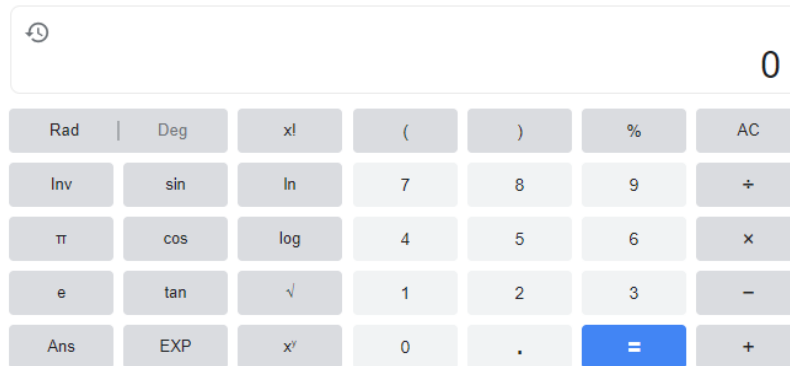 0
Rad | Deg x! ( ) % AC
Inv sin ln 7 8 9 ÷
π cos log 4 5 6 ×
e tan √ 1 2 3 −
Ans EXP xʸ 0 . = +